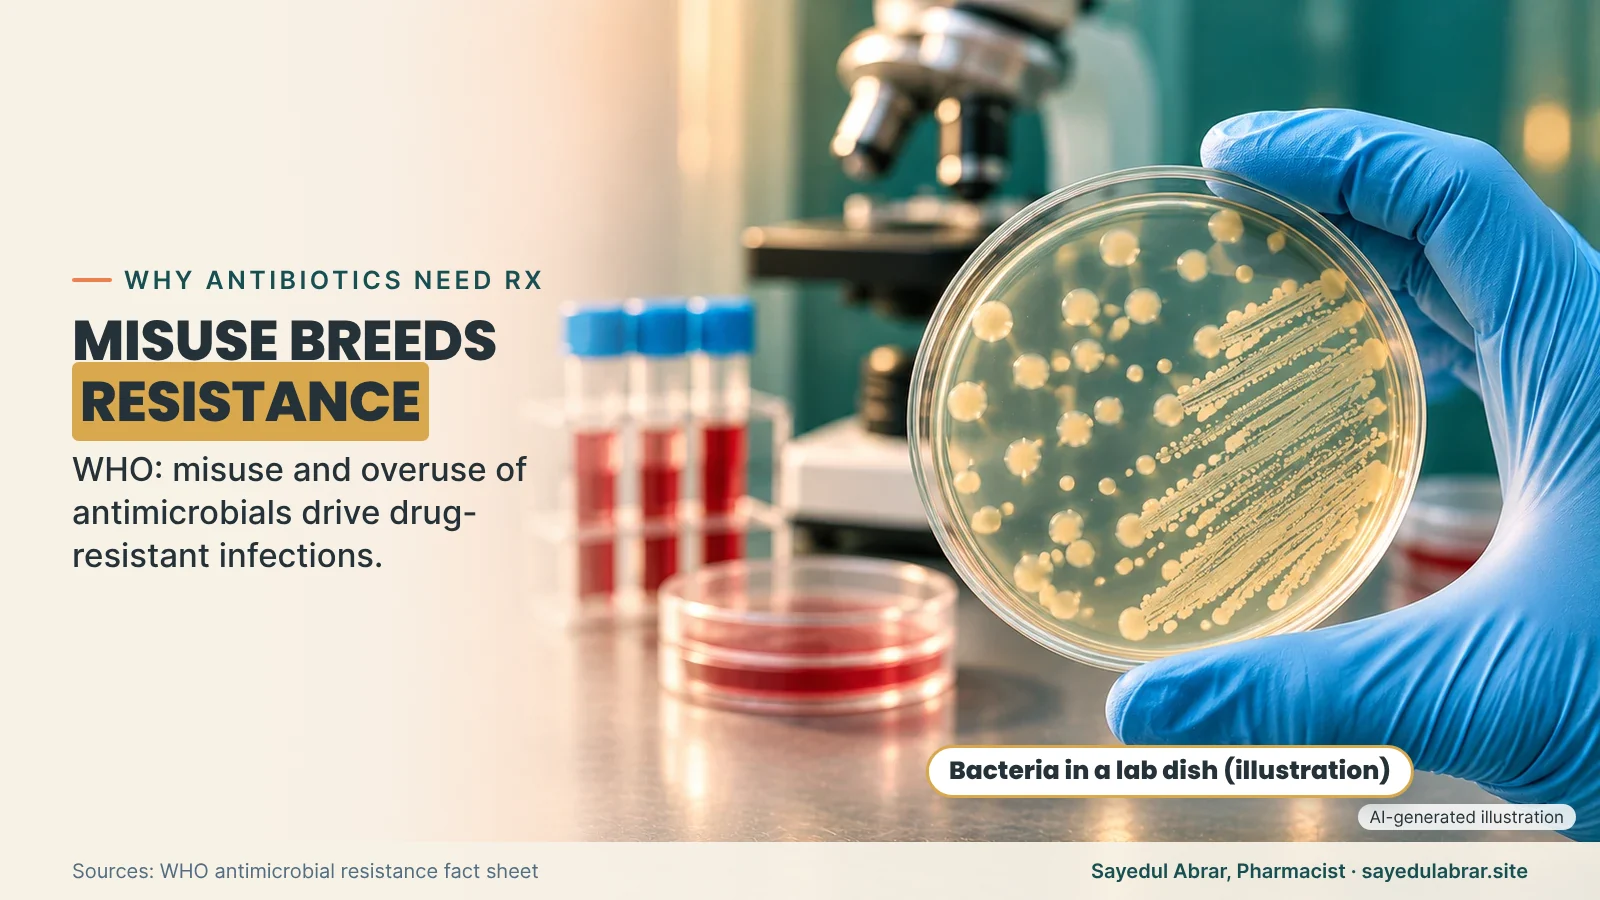 WHY ANTIBIOTICS NEED RX
MISUSE BREEDS
RESISTANCE
WHO: misuse and overuse of
antimicrobials drive drug-
resistant infections.
Bacteria in a lab dish (illustration)
AI-generated illustration
Sources: WHO antimicrobial resistance fact sheet
Sayedul Abrar, Pharmacist · sayedulabrar.site